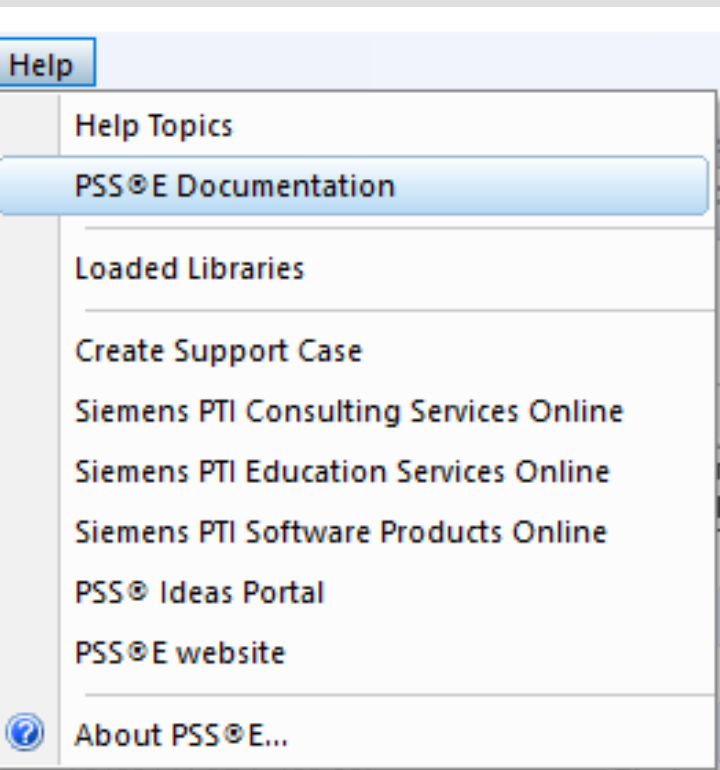 Help
Help Topics
PSS®E Documentation
Loaded Libraries
Create Support Case
Siemens PTI Consulting Services Online
Siemens PTI Education Services Online
Siemens PTI Software Products Online
PSS® Ideas Portal
PSS®E website
About PSS®E...